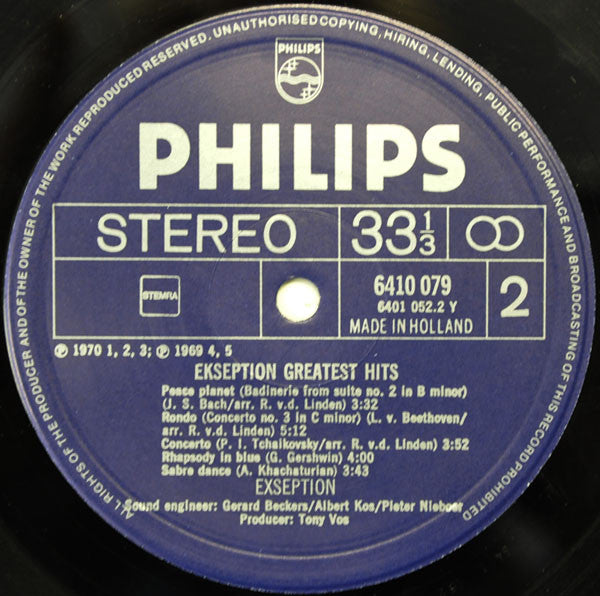 ALL RIGHTS OF THE PRODUCER AND OF THE OWNER OF THE WORK REPRODUCED RESERVED. UNAUTHORISED COPYING, HIRING, LENDING, PUBLIC PERFORMANCE AND BROADCASTING OF THIS RECORD PROHIBITED
PHILIPS
PHILIPS
STEREO 33 1/3
STEMRA
6410 079
6401 052.2 Y
MADE IN HOLLAND
2
℗ 1970 1, 2, 3; ℗ 1969 4, 5
EKSEPTION GREATEST HITS
Peace planet (Badinerie from suite no. 2 in B minor)
(J. S. Bach/arr. R. v.d. Linden) 3:32
Rondo (Concerto no. 3 in C minor) (L. v. Beethoven/
arr. R. v.d. Linden) 5:12
Concerto (P. I. Tchaikovsky/arr. R. v.d. Linden) 3:52
Rhapsody in blue (G. Gershwin) 4:00
Sabre dance (A. Khachaturian) 3:43
EKSEPTION
Sound engineer: Gerard Beckers/Albert Kos/Pieter Nieboer
Producer: Tony Vos